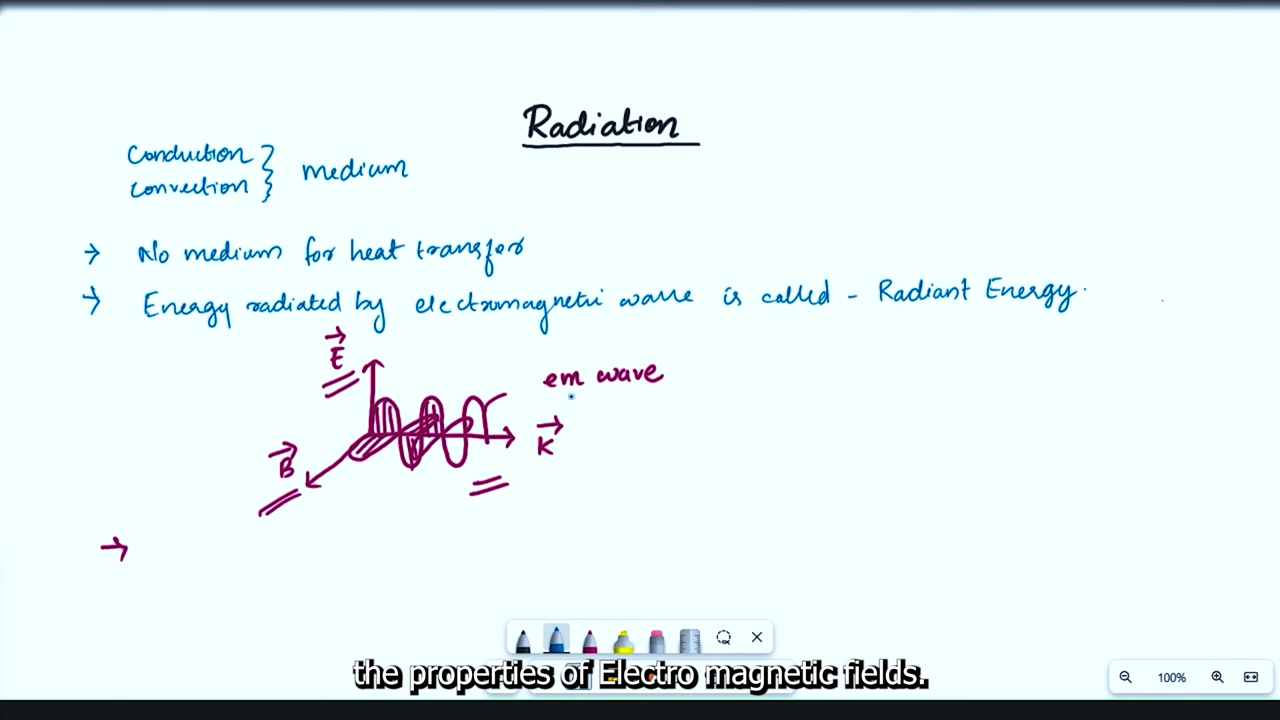 Radiation
Conduction
Convection
medium
→ No medium for heat transfer
→ Energy radiated by electromagnetic wave is called - Radiant Energy.
E
em wave
K
B
→
the properties of Electro magnetic fields.
100%